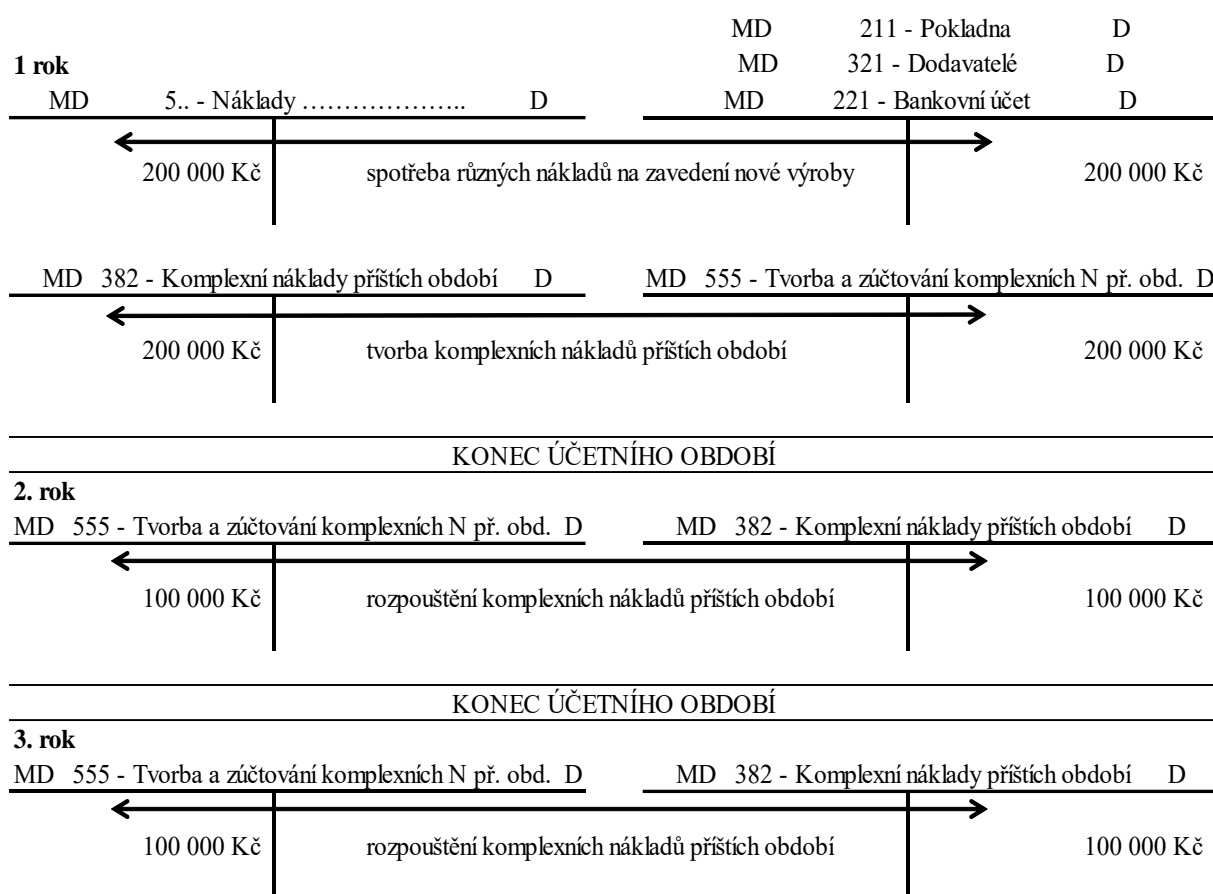 MD 211 - Pokladna D
1 rok MD 321 - Dodavatelé D
MD 5.. - Náklady ……………….. D MD 221 - Bankovní účet D
200 000 Kč spotřeba různých nákladů na zavedení nové výroby 200 000 Kč
MD 382 - Komplexní náklady příštích období D MD 555 - Tvorba a zúčtování komplexních N př. obd. D
200 000 Kč tvorba komplexních nákladů příštích období 200 000 Kč
KONEC ÚČETNÍHO OBDOBÍ
2. rok
MD 555 - Tvorba a zúčtování komplexních N př. obd. D MD 382 - Komplexní náklady příštích období D
100 000 Kč rozpouštění komplexních nákladů příštích období 100 000 Kč
KONEC ÚČETNÍHO OBDOBÍ
3. rok
MD 555 - Tvorba a zúčtování komplexních N př. obd. D MD 382 - Komplexní náklady příštích období D
100 000 Kč rozpouštění komplexních nákladů příštích období 100 000 Kč